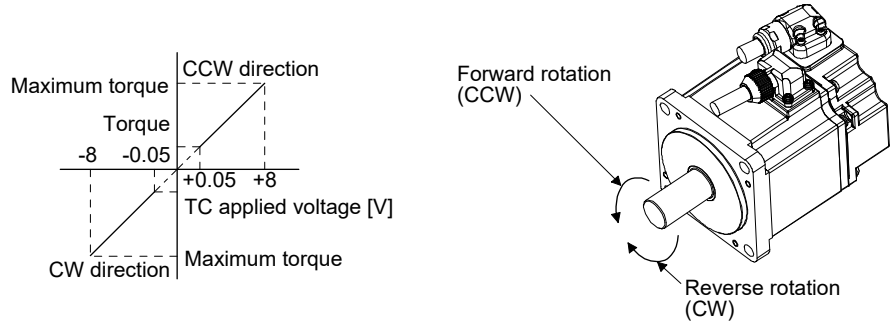 CCW direction
Maximum torque
Torque
-8
-0.05
+0.05
+8
TC applied voltage [V]
CW direction
Maximum torque
Forward rotation
(CCW)
Reverse rotation
(CW)